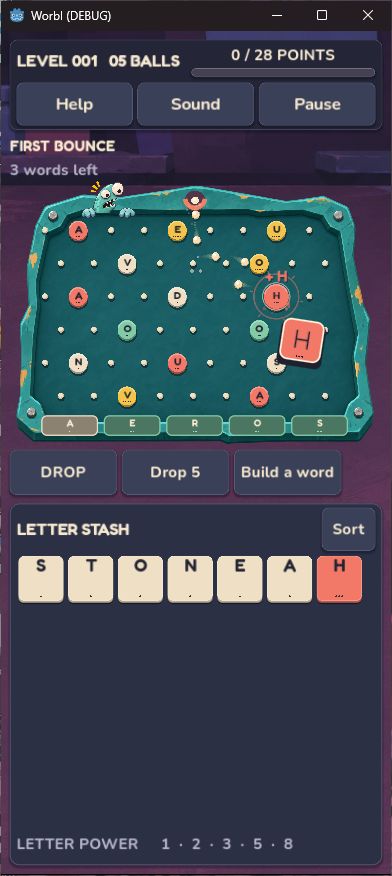 Worbl (DEBUG)
LEVEL 001 05 BALLS
0 / 28 POINTS
Help Sound Pause
FIRST BOUNCE
3 words left
A E U
V O
+H
A D H
O O H
N U S
V A
A E R O S
DROP Drop 5 Build a word
LETTER STASH Sort
S T O N E A H
LETTER POWER 1 · 2 · 3 · 5 · 8